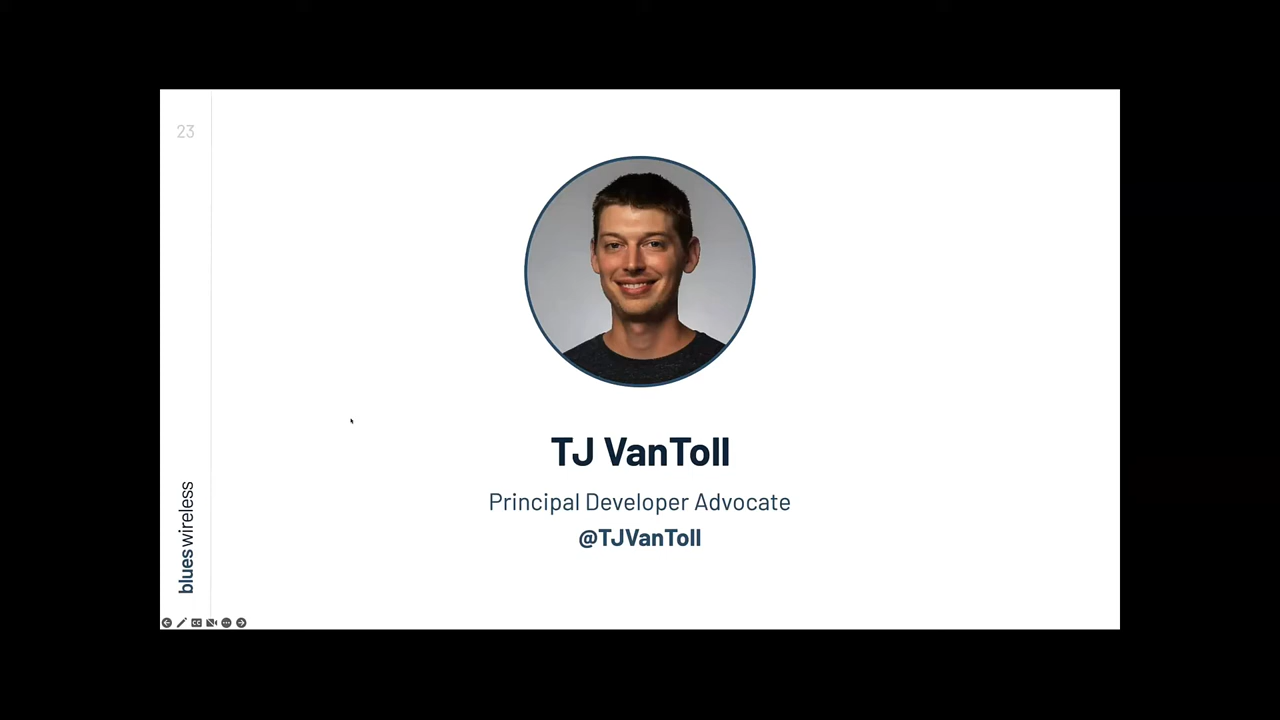 23
TJ VanToll
Principal Developer Advocate
@TJVanToll
blues wireless